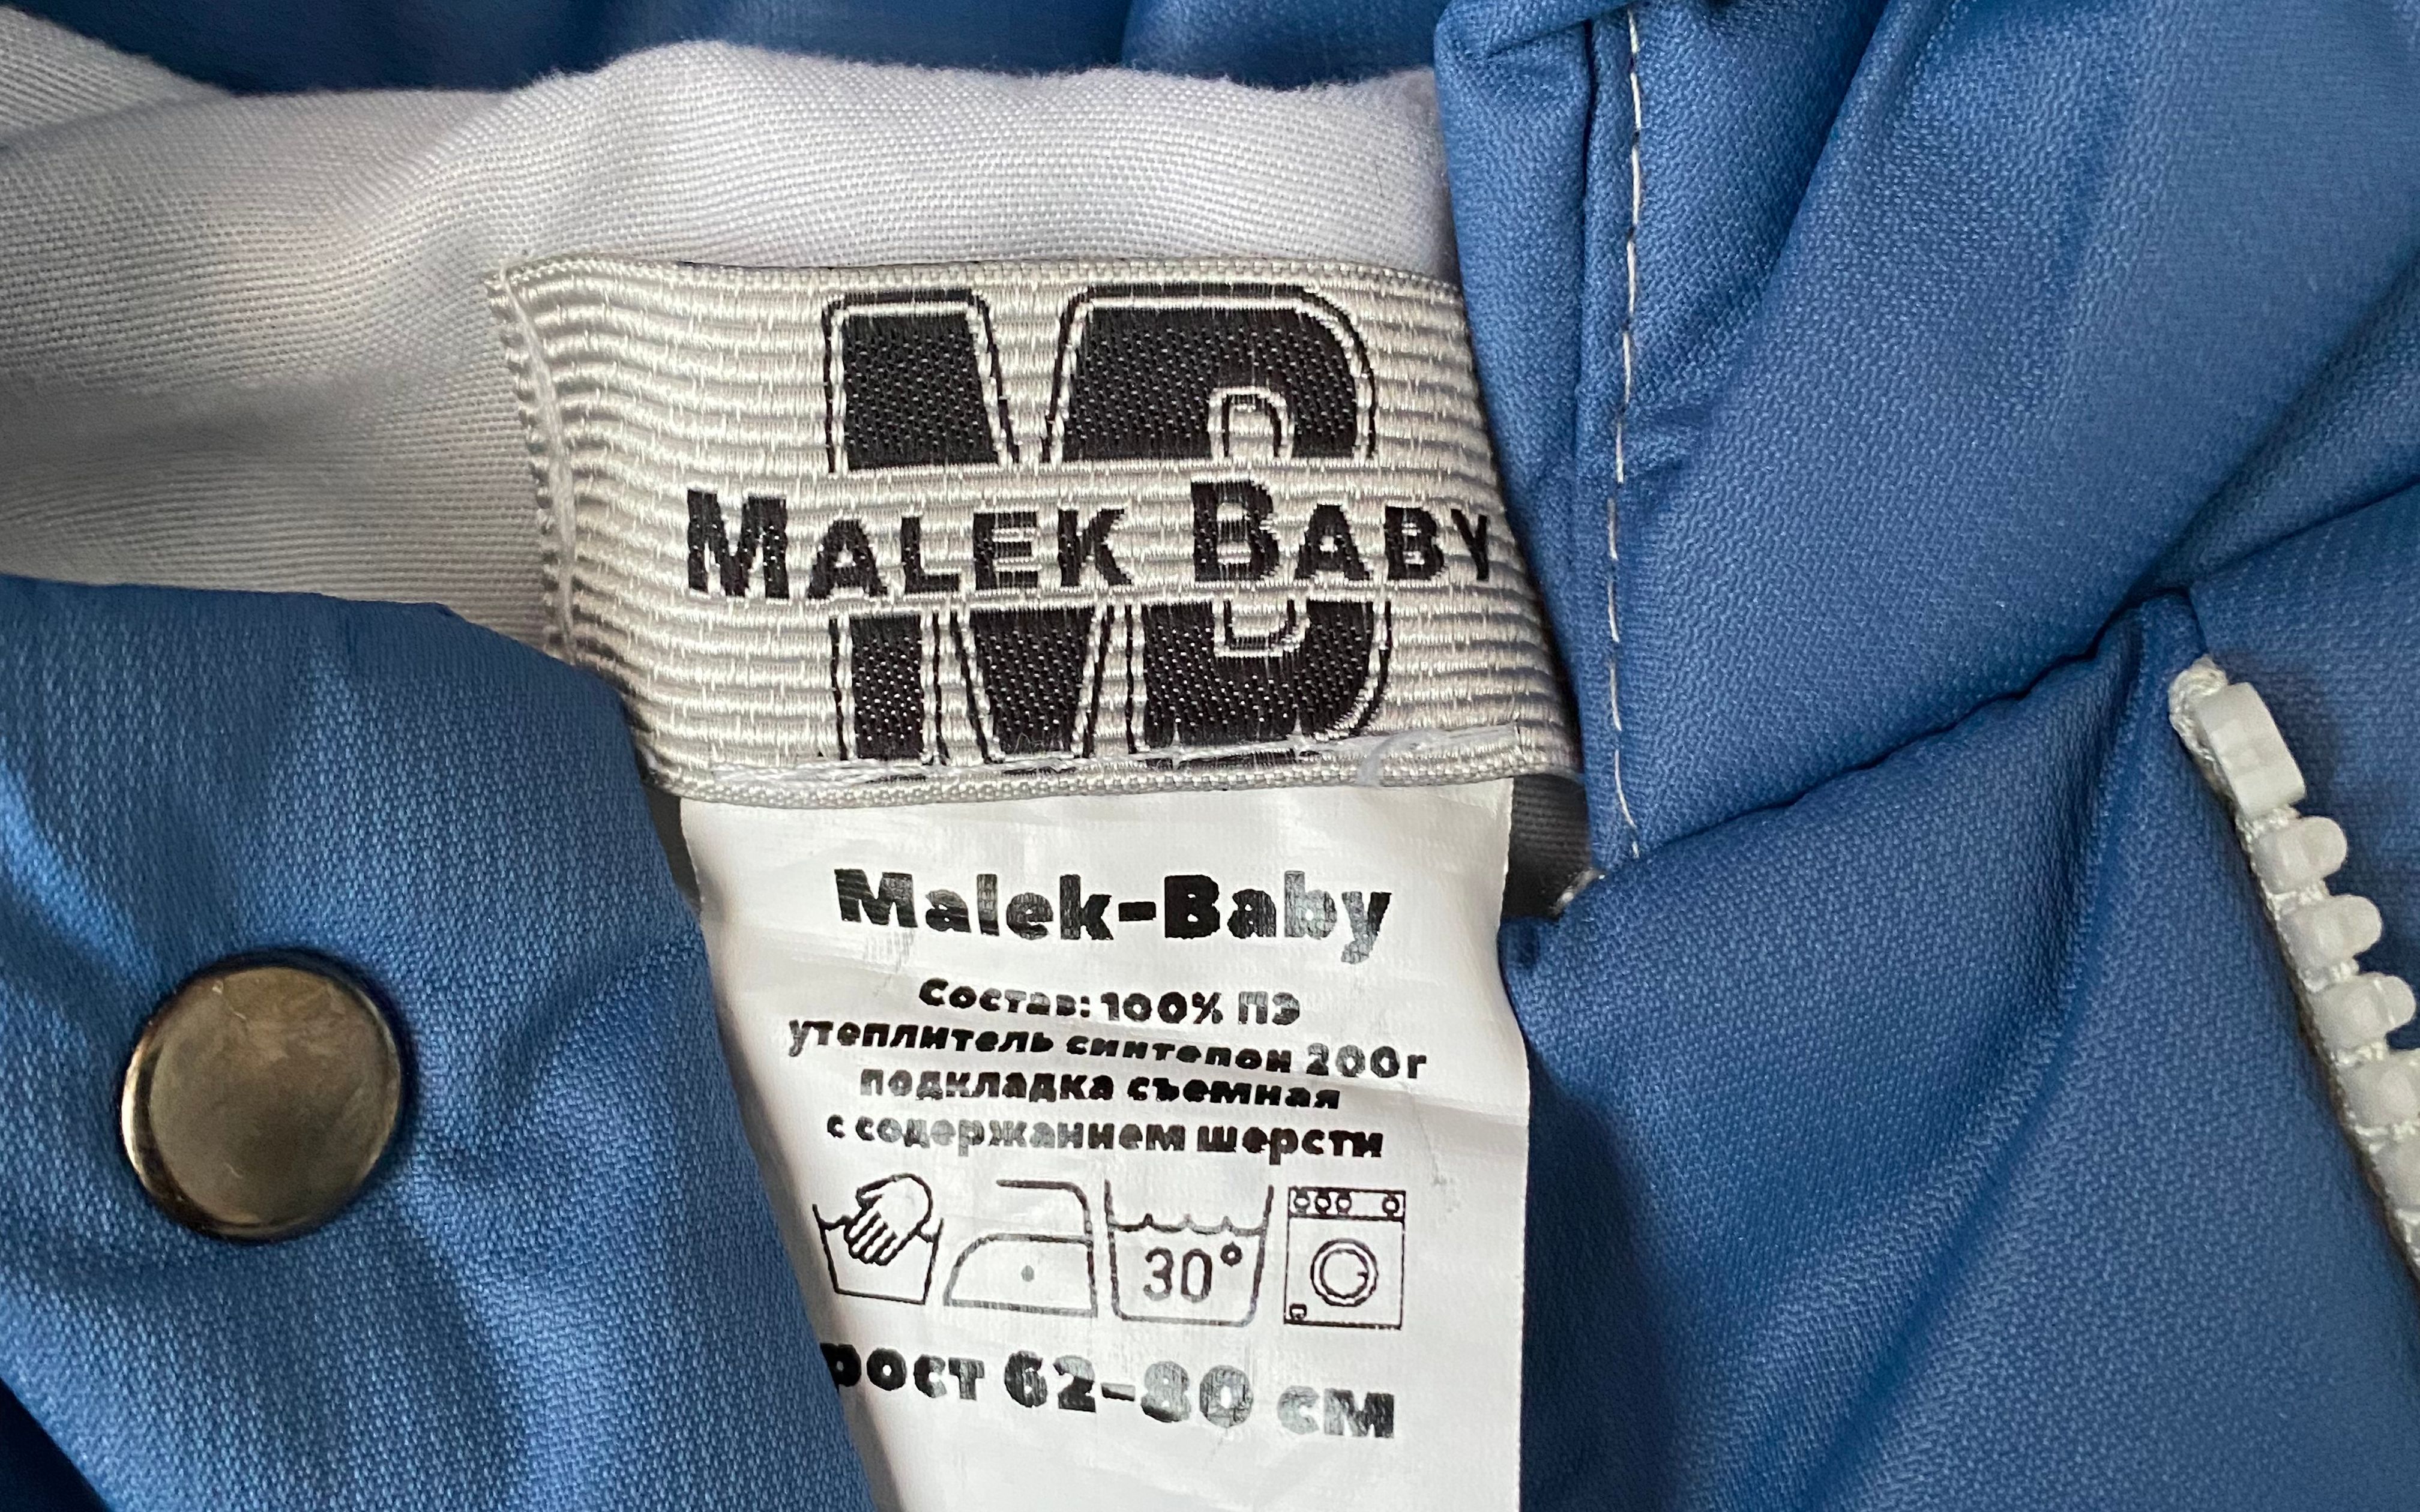 MB
MALEK BABY
Malek-Baby
Состав: 100% ПЭ
утеплитель синтепон 200г
подкладка съемная
с содержанием шерсти
30°
рост 62-80 см